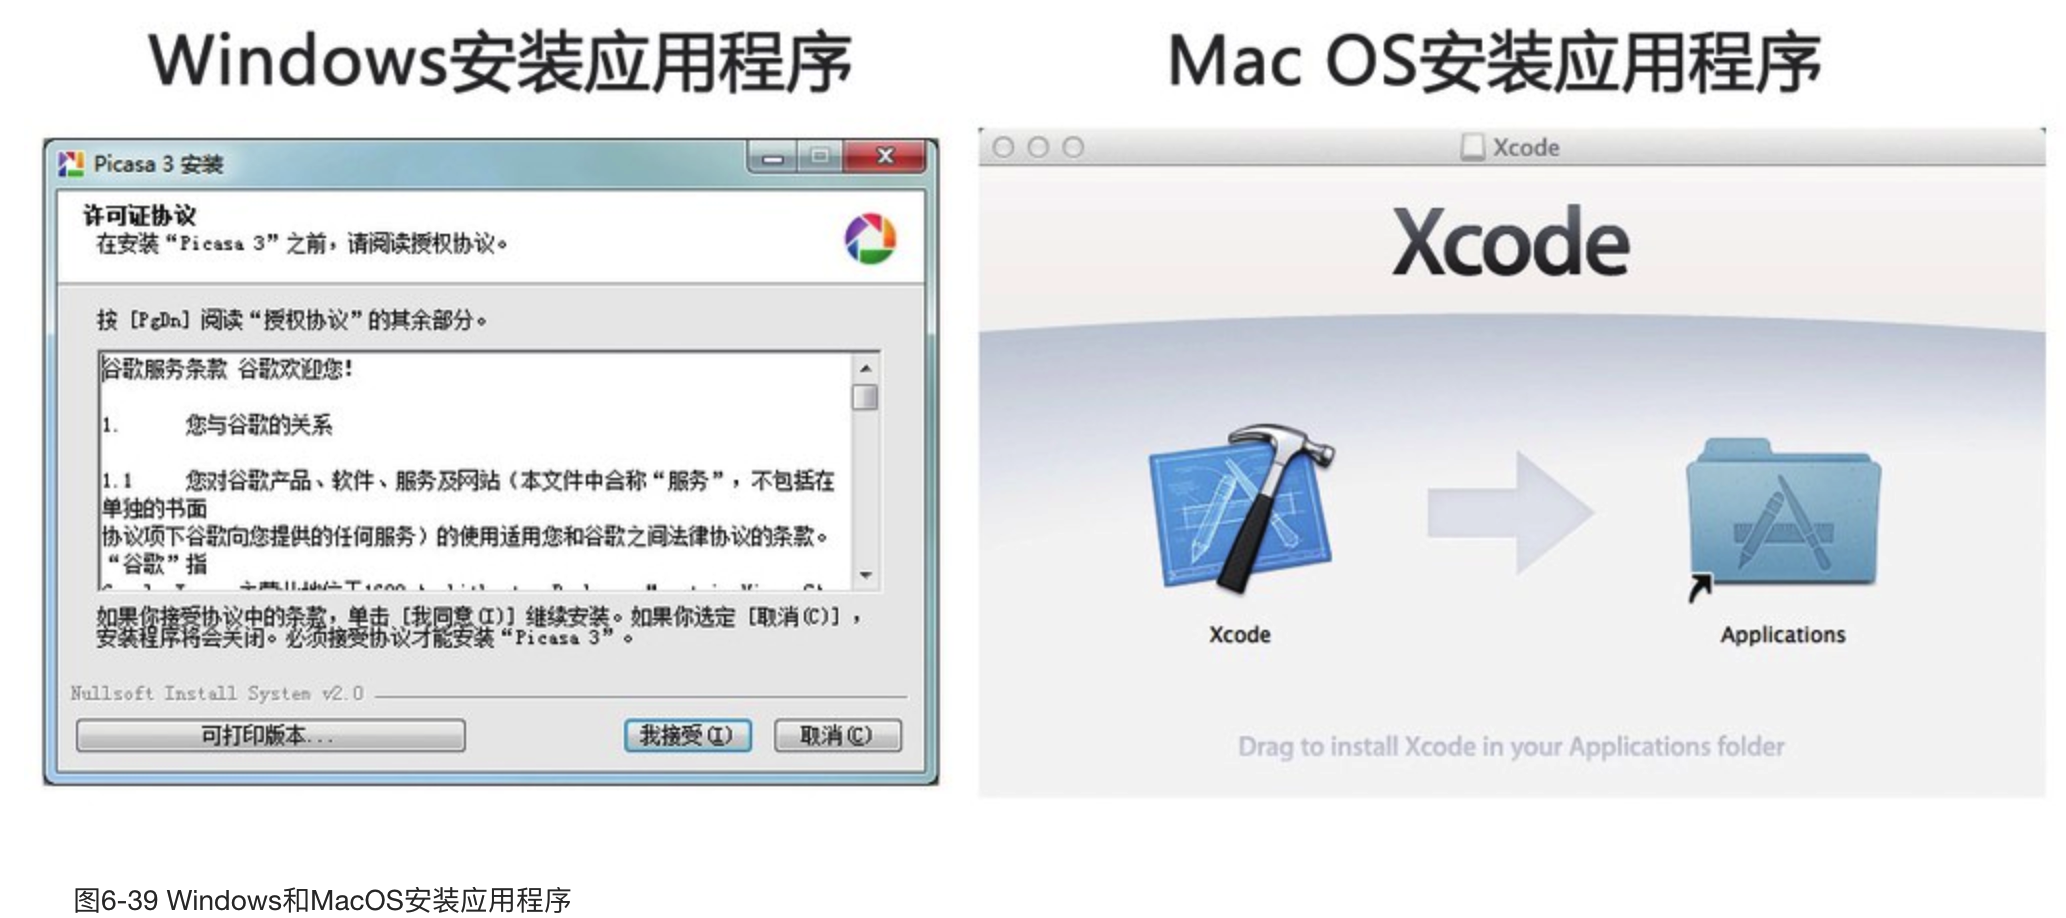 Windows安装应用程序
Mac OS安装应用程序
Picasa 3 安装
许可证协议
在安装“Picasa 3”之前，请阅读授权协议。
按 [PgDn] 阅读“授权协议”的其余部分。
谷歌服务条款 谷歌欢迎您!
1. 您与谷歌的关系
1.1 您对谷歌产品、软件、服务及网站（本文件中合称“服务”，不包括在
单独的书面
协议项下谷歌向您提供的任何服务）的使用适用您和谷歌之间法律协议的条款。
“谷歌”指
如果你接受协议中的条款，单击 [我同意(I)] 继续安装。如果你选定 [取消(C)] ，
安装程序将会关闭。必须接受协议才能安装“Picasa 3”。
Nullsoft Install System v2.0
可打印版本...
我接受(I)
取消(C)
Xcode
Xcode
Xcode
Applications
Drag to install Xcode in your Applications folder
图6-39 Windows和MacOS安装应用程序